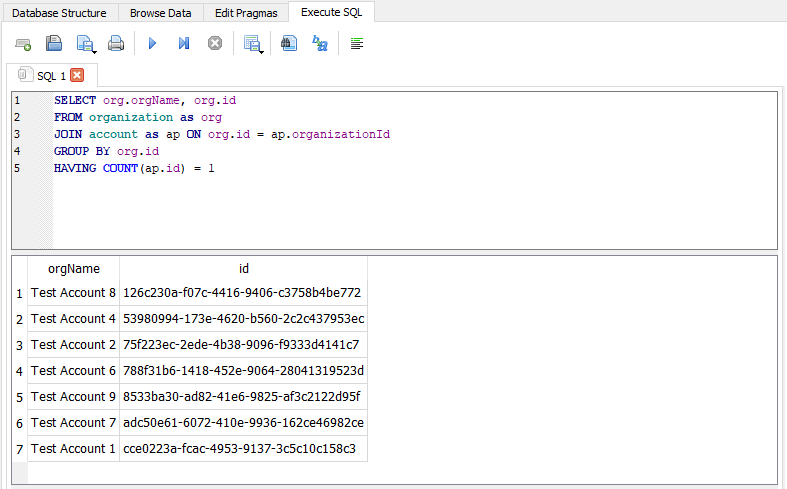 Database Structure Browse Data Edit Pragmas Execute SQL
SQL 1
1 SELECT org.orgName, org.id
2 FROM organization as org
3 JOIN account as ap ON org.id = ap.organizationId
4 GROUP BY org.id
5 HAVING COUNT(ap.id) = 1
orgName id
1 Test Account 8 126c230a-f07c-4416-9406-c3758b4be772
2 Test Account 4 53980994-173e-4620-b560-2c2c437953ec
3 Test Account 2 75f223ec-2ede-4b38-9096-f9333d4141c7
4 Test Account 6 788f31b6-1418-452e-9064-28041319523d
5 Test Account 9 8533ba30-ad82-41e6-9825-af3c2122d95f
6 Test Account 7 adc50e61-6072-410e-9936-162ce46982ce
7 Test Account 1 cce0223a-fcac-4953-9137-3c5c10c158c3